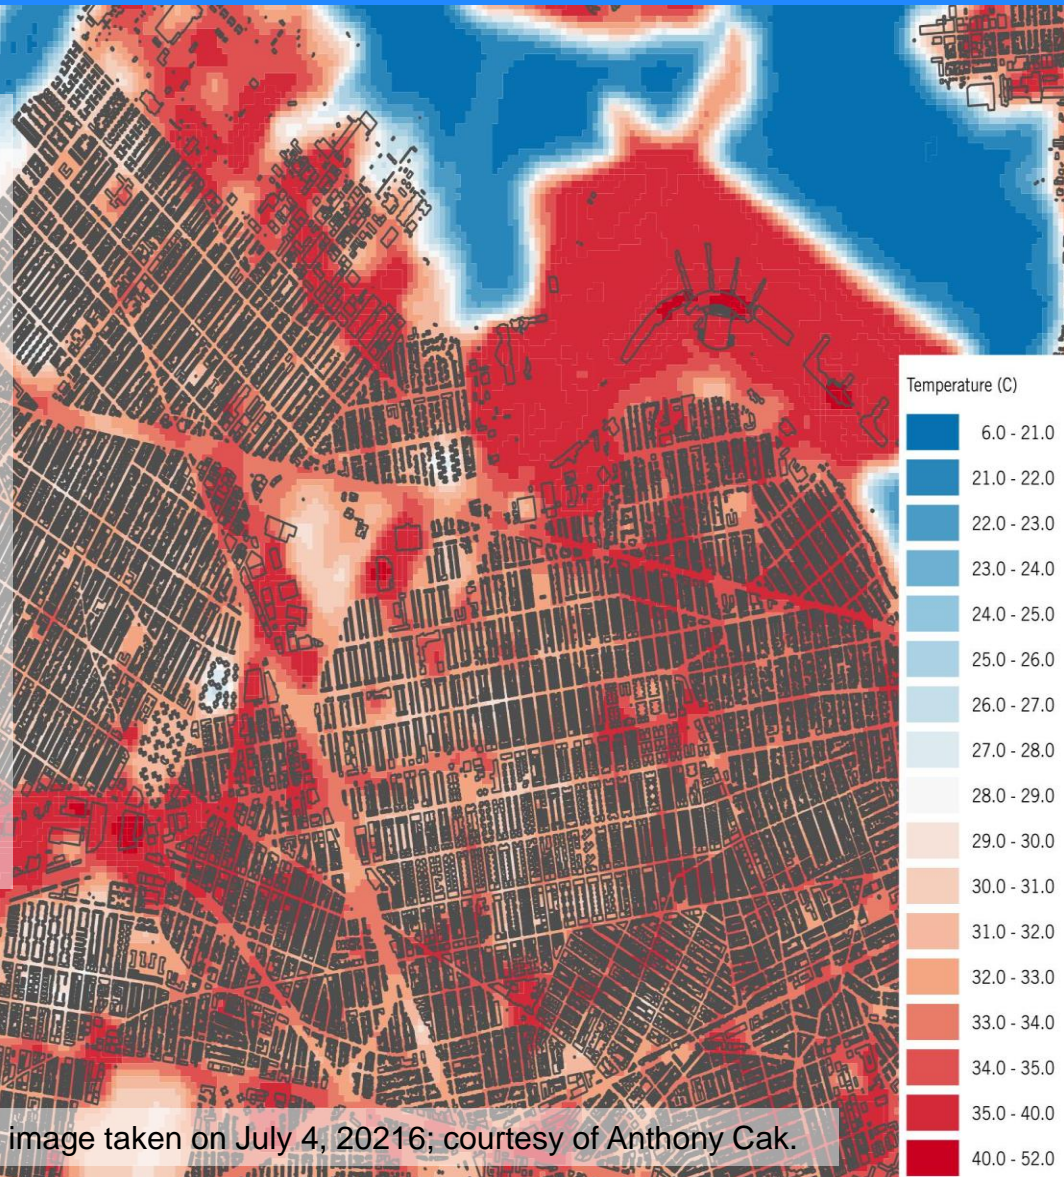 Temperature (C)
6.0 - 21.0
21.0 - 22.0
22.0 - 23.0
23.0 - 24.0
24.0 - 25.0
25.0 - 26.0
26.0 - 27.0
27.0 - 28.0
28.0 - 29.0
29.0 - 30.0
30.0 - 31.0
31.0 - 32.0
32.0 - 33.0
33.0 - 34.0
34.0 - 35.0
35.0 - 40.0
40.0 - 52.0
image taken on July 4, 20216; courtesy of Anthony Cak.